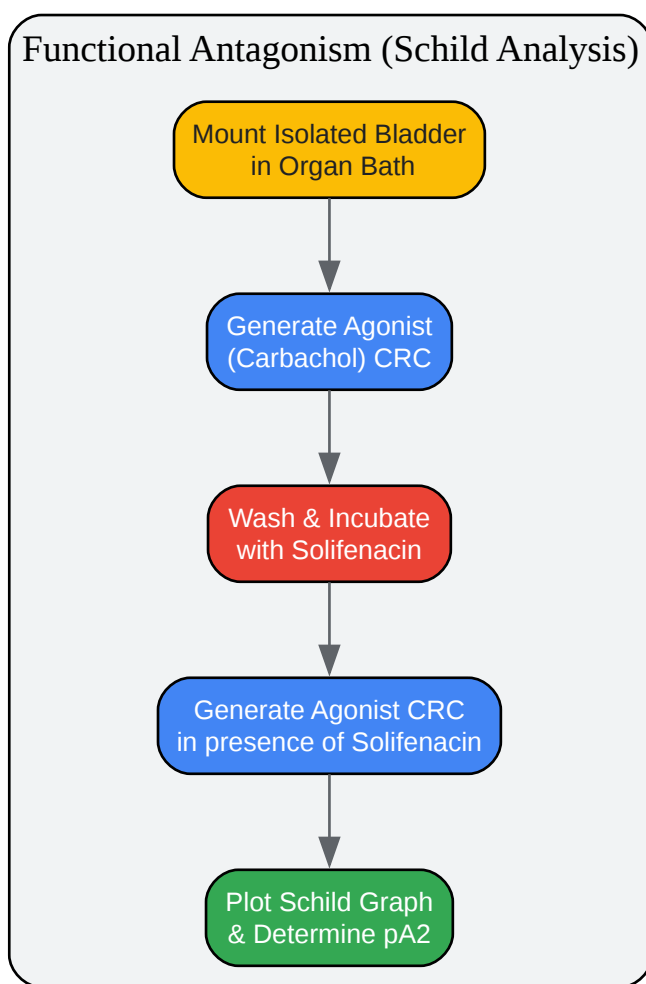 Functional Antagonism (Schild Analysis)
Mount Isolated Bladder
in Organ Bath
Generate Agonist
(Carbachol) CRC
Wash & Incubate
with Solifenacin
Generate Agonist CRC
in presence of Solifenacin
Plot Schild Graph
& Determine pA2